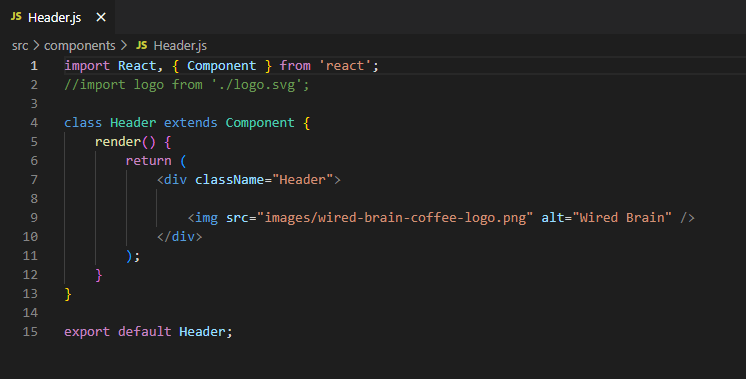 JS Header.js ×
src > components > JS Header.js
1 import React, { Component } from 'react';
2 //import logo from './logo.svg';
3
4 class Header extends Component {
5     render() {
6         return (
7             <div className="Header">
8
9                 <img src="images/wired-brain-coffee-logo.png" alt="Wired Brain" />
10             </div>
11         );
12     }
13 }
14
15 export default Header;